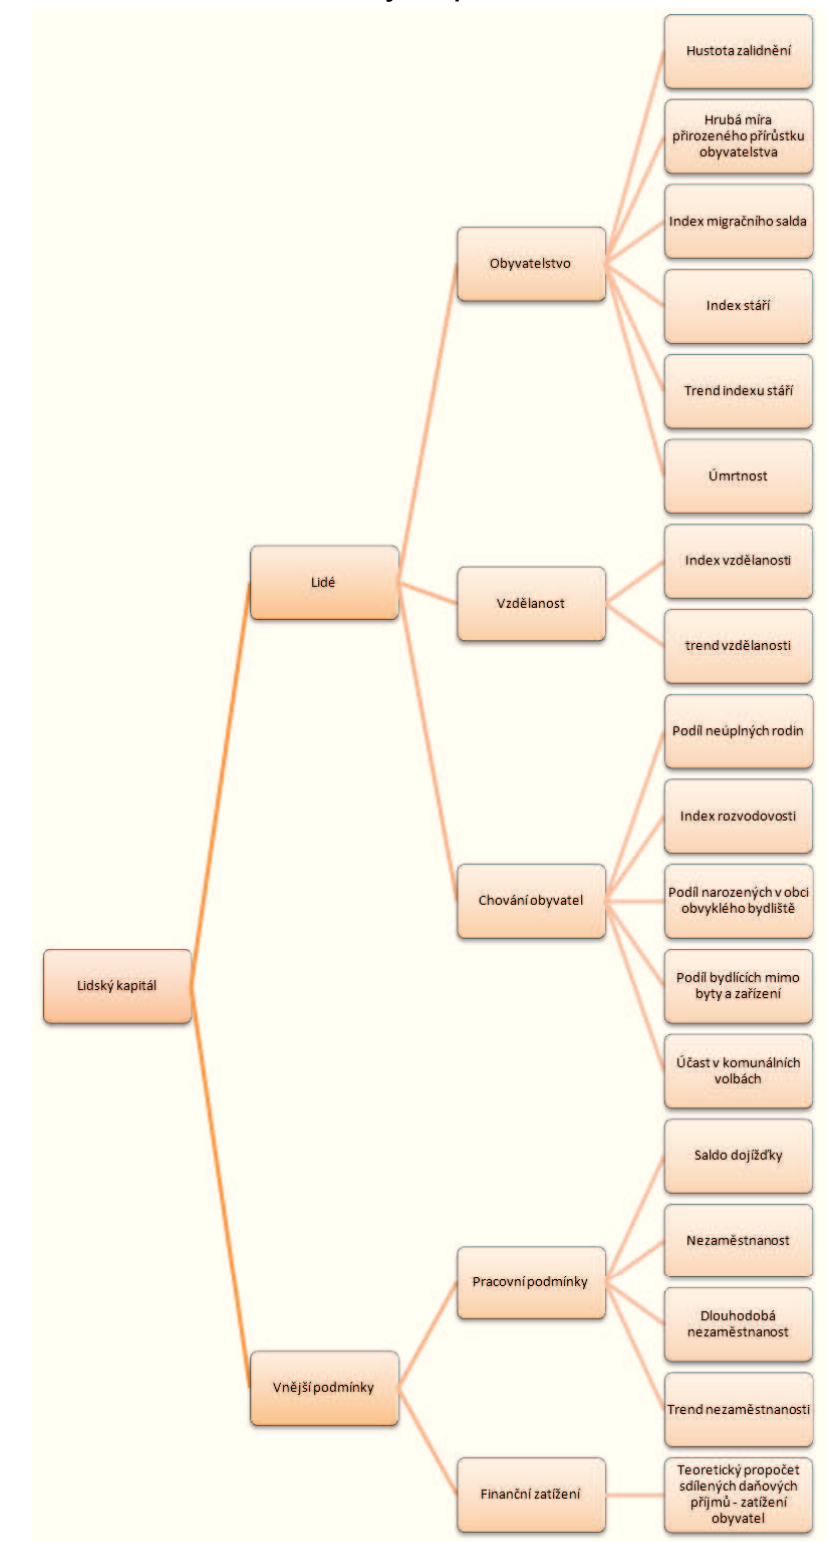 Hustota zalidnění
Hrubá míra
přirozeného přírůstku
obyvatelstva
Index migračního salda
Obyvatelstvo
Index stáří
Trend indexu stáří
Úmrtnost
Lidé
Vzdělanost
Index vzdělanosti
trend vzdělanosti
Podíl neúplných rodin
Index rozvodovosti
Chování obyvatel
Podíl narozených v obci
obvyklého bydliště
Podíl bydlících mimo
byty a zařízení
Účast v komunálních
volbách
Lidský kapitál
Saldo dojížďky
Nezaměstnanost
Pracovní podmínky
Dlouhodobá
nezaměstnanost
Trend nezaměstnanosti
Vnější podmínky
Finanční zatížení
Teoretický propočet
sdílených daňových
příjmů - zatížení
obyvatel